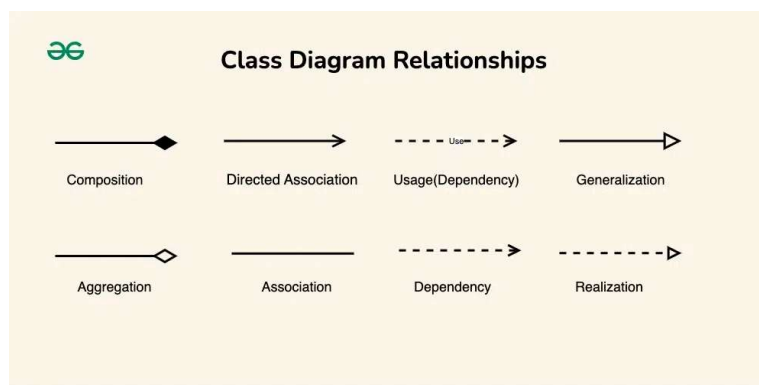 Class Diagram Relationships
Use
Composition Directed Association Usage(Dependency) Generalization
Aggregation Association Dependency Realization